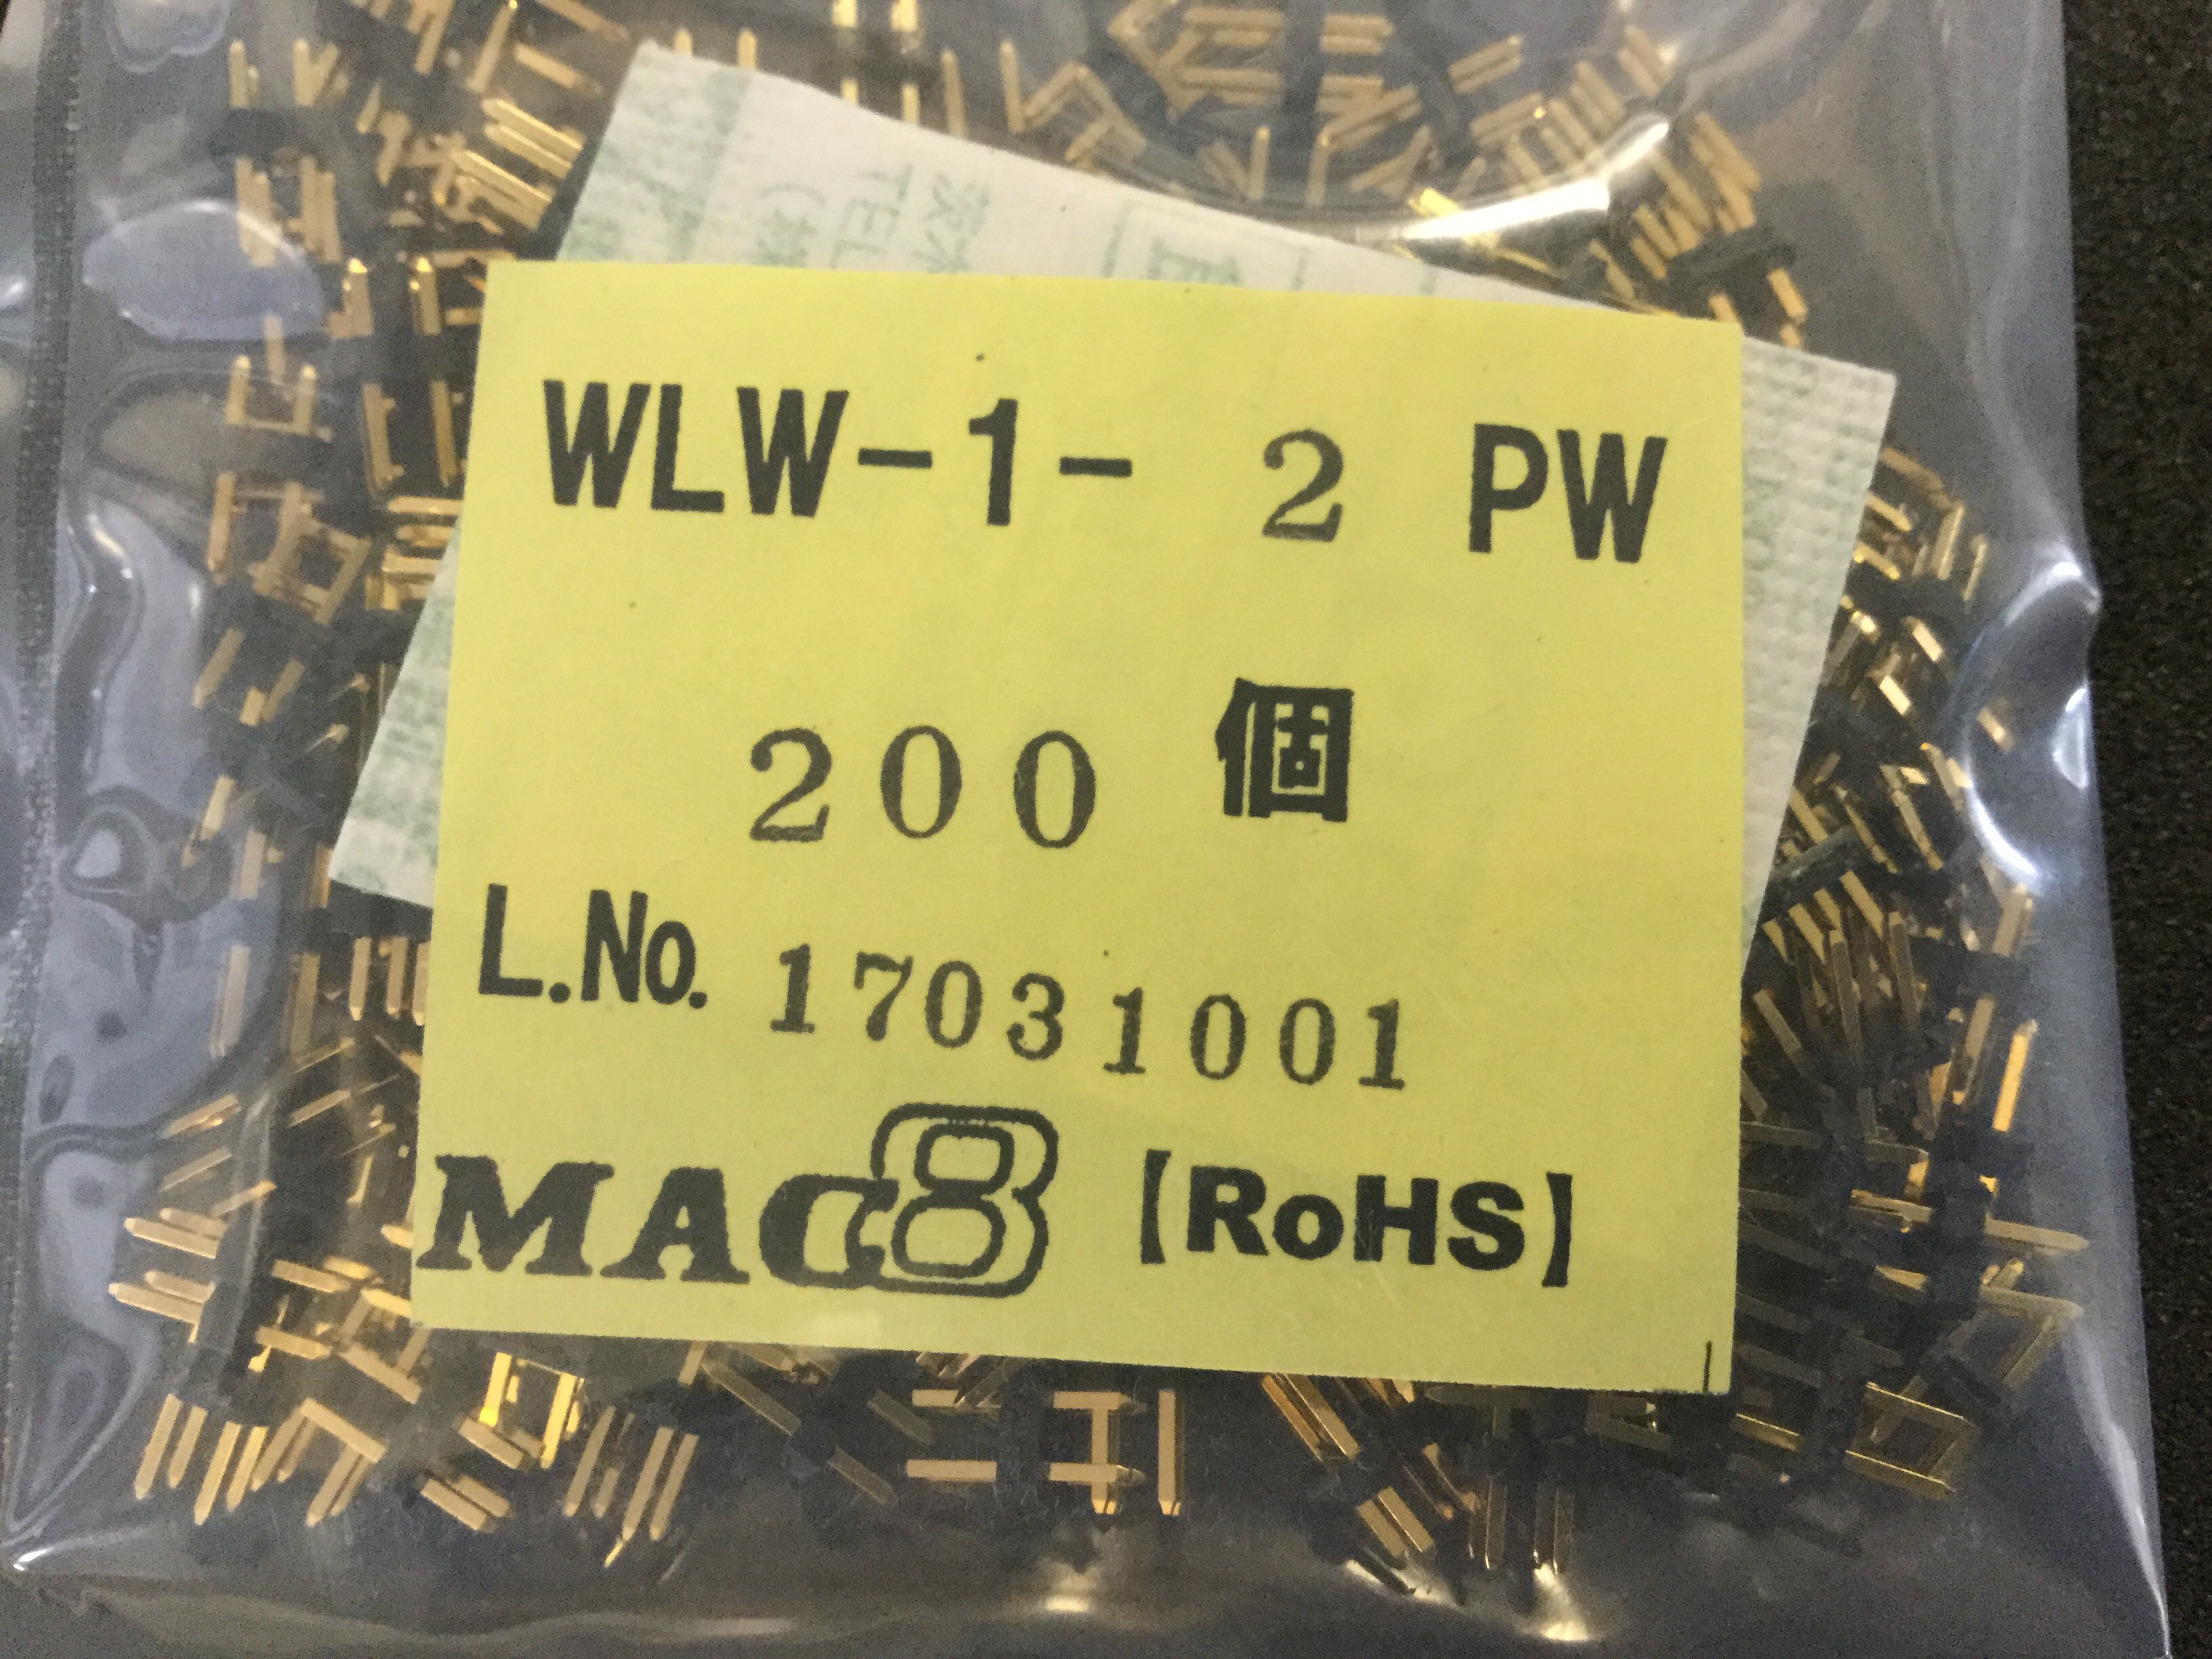 WLW-1- 2 PW
200 個
L.No. 17031001
MAC8 【RoHS】